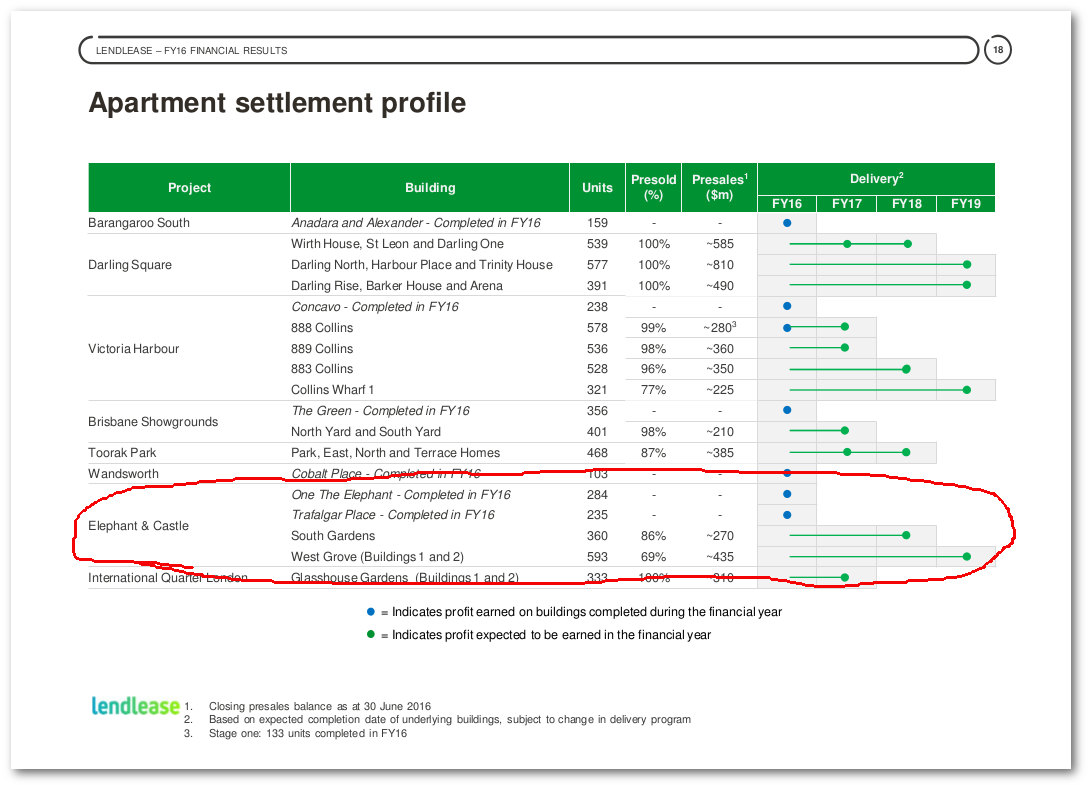 LENDLEASE – FY16 FINANCIAL RESULTS
18
Apartment settlement profile
Project Building Units Presold (%) Presales1 ($m) Delivery2
FY16 FY17 FY18 FY19
Barangaroo South Anadara and Alexander - Completed in FY16 159 - -
Darling Square Wirth House, St Leon and Darling One 539 100% ~585
Darling North, Harbour Place and Trinity House 577 100% ~810
Darling Rise, Barker House and Arena 391 100% ~490
Victoria Harbour Concavo - Completed in FY16 238 - -
888 Collins 578 99% ~2803
889 Collins 536 98% ~360
883 Collins 528 96% ~350
Collins Wharf 1 321 77% ~225
Brisbane Showgrounds The Green - Completed in FY16 356 - -
North Yard and South Yard 401 98% ~210
Toorak Park Park, East, North and Terrace Homes 468 87% ~385
Wandsworth Cobalt Place - Completed in FY16 103 - -
Elephant & Castle One The Elephant - Completed in FY16 284 - -
Trafalgar Place - Completed in FY16 235 - -
South Gardens 360 86% ~270
West Grove (Buildings 1 and 2) 593 69% ~435
International Quarter London Glasshouse Gardens (Buildings 1 and 2) 333 100% ~310
= Indicates profit earned on buildings completed during the financial year
= Indicates profit expected to be earned in the financial year
lendlease
1. Closing presales balance as at 30 June 2016
2. Based on expected completion date of underlying buildings, subject to change in delivery program
3. Stage one: 133 units completed in FY16